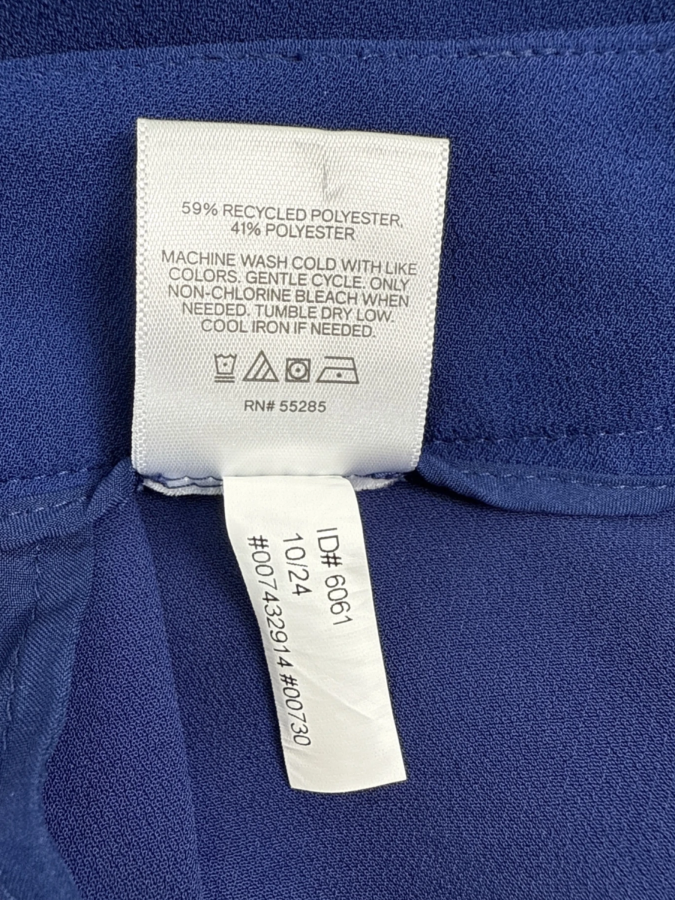 59% RECYCLED POLYESTER,
41% POLYESTER
MACHINE WASH COLD WITH LIKE
COLORS. GENTLE CYCLE. ONLY
NON-CHLORINE BLEACH WHEN
NEEDED. TUMBLE DRY LOW.
COOL IRON IF NEEDED.
RN# 55285
ID# 6061
10/24
#007432914 #00730